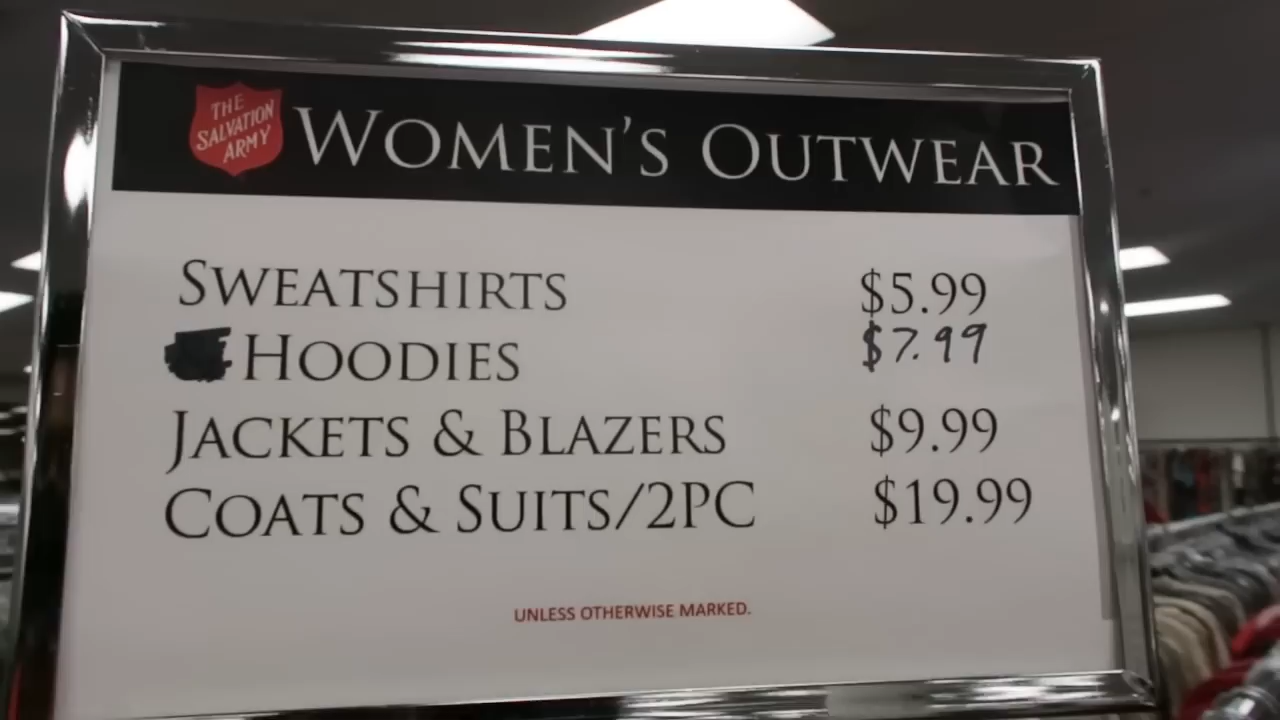 THE
SALVATION
ARMY
WOMEN'S OUTWEAR
SWEATSHIRTS $5.99
HOODIES $7.99
JACKETS & BLAZERS $9.99
COATS & SUITS/2PC $19.99
UNLESS OTHERWISE MARKED.